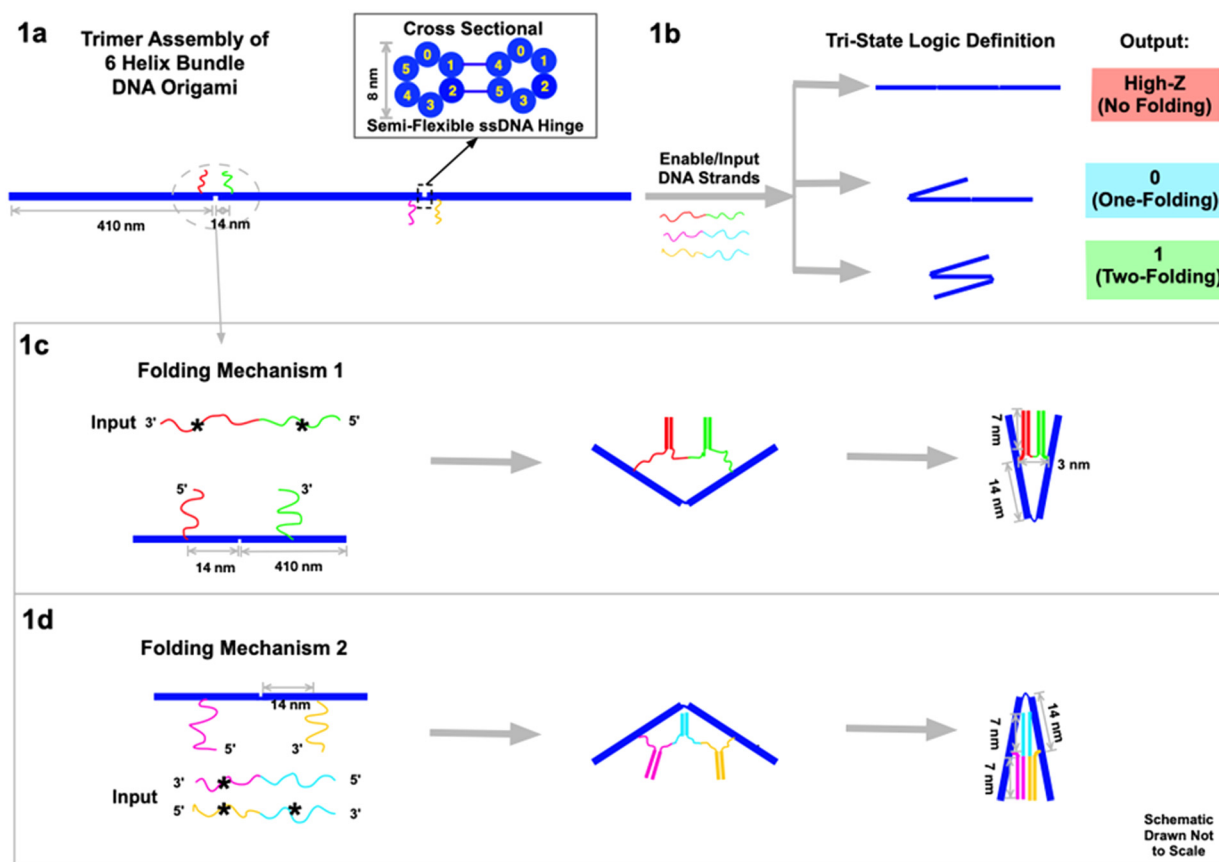 1a
Trimer Assembly of
6 Helix Bundle
DNA Origami
Cross Sectional
8 nm
0
5
1
4
2
3
0
4
1
5
2
3
Semi-Flexible ssDNA Hinge
410 nm
14 nm
1b
Tri-State Logic Definition
Output:
Enable/Input
DNA Strands
High-Z
(No Folding)
0
(One-Folding)
1
(Two-Folding)
1c
Folding Mechanism 1
Input
3'
*
*
5'
5'
3'
14 nm
410 nm
7 nm
14 nm
3 nm
1d
Folding Mechanism 2
14 nm
5'
3'
Input
3'
*
5'
5'
*
*
3'
14 nm
7 nm
7 nm
Schematic
Drawn Not
to Scale